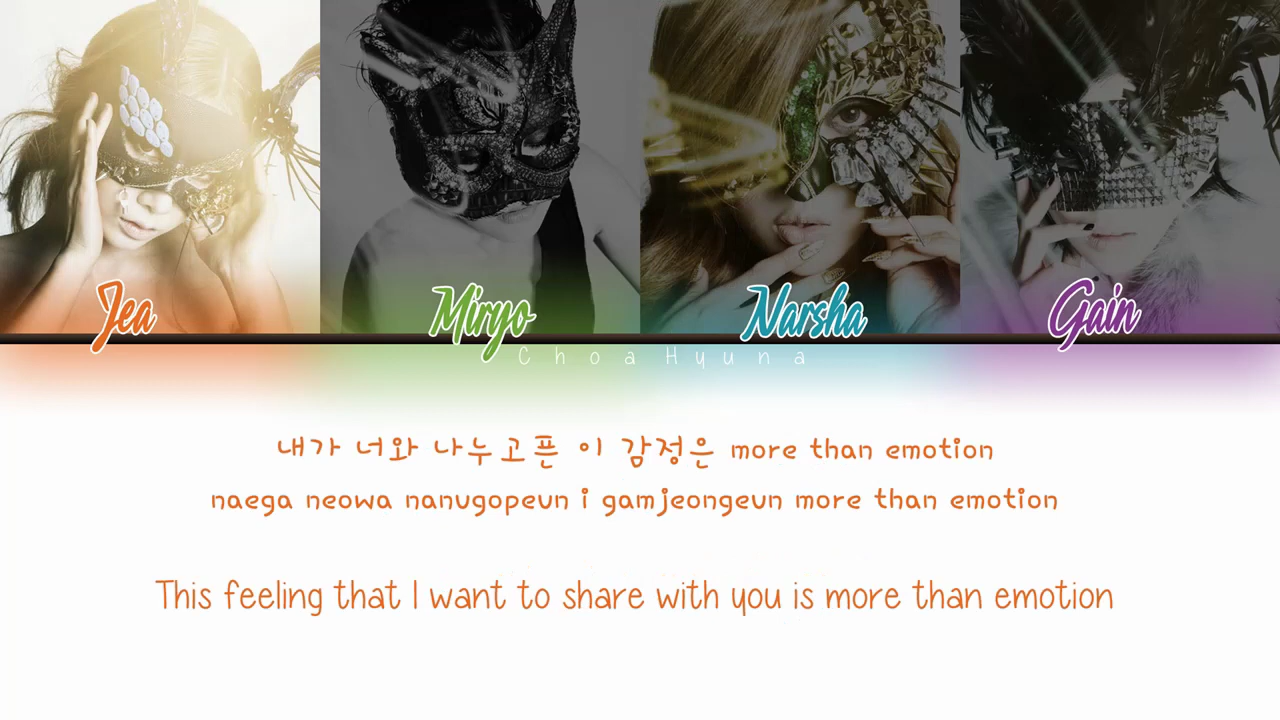 Jea Miryo Narsha Gain
ChoaHyuna
내가 너와 나누고픈 이 감정은 more than emotion
naega neowa nanugopeun i gamjeongeun more than emotion
This feeling that I want to share with you is more than emotion